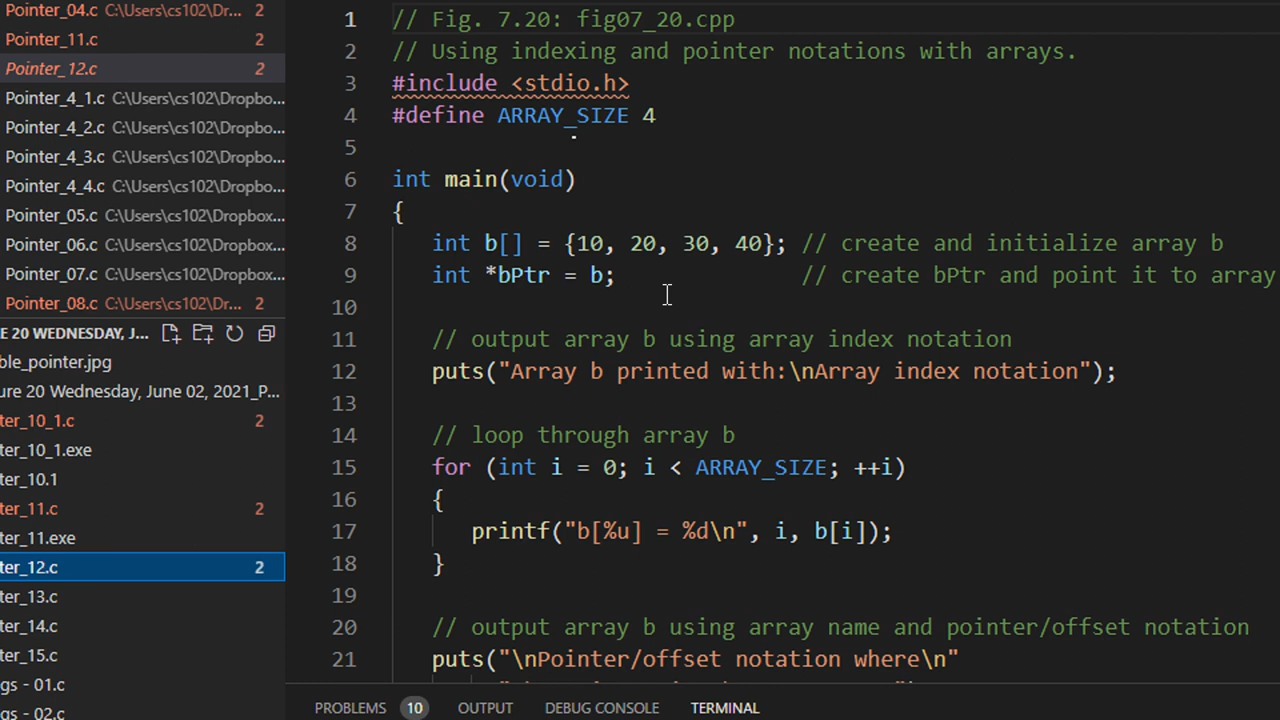 Pointer_04.c C:\Users\cs102\Dro... 2
Pointer_11.c 2
Pointer_12.c 2
Pointer_4_1.c C:\Users\cs102\Dropbo...
Pointer_4_2.c C:\Users\cs102\Dropbo...
Pointer_4_3.c C:\Users\cs102\Dropbo...
Pointer_4_4.c C:\Users\cs102\Dropbo...
Pointer_05.c C:\Users\cs102\Dropbox...
Pointer_06.c C:\Users\cs102\Dropbox...
Pointer_07.c C:\Users\cs102\Dropbox...
Pointer_08.c C:\Users\cs102\Dro... 2
E 20 WEDNESDAY, J...
ble_pointer.jpg
ure 20 Wednesday, June 02, 2021_P...
ter_10_1.c 2
ter_10_1.exe
ter_10.1
ter_11.c 2
ter_11.exe
ter_12.c 2
ter_13.c
ter_14.c
ter_15.c
gs - 01.c
gs - 02.c
1 // Fig. 7.20: fig07_20.cpp
2 // Using indexing and pointer notations with arrays.
3 #include <stdio.h>
4 #define ARRAY_SIZE 4
5
6 int main(void)
7 {
8 int b[] = {10, 20, 30, 40}; // create and initialize array b
9 int *bPtr = b; // create bPtr and point it to array
10
11 // output array b using array index notation
12 puts("Array b printed with:\nArray index notation");
13
14 // loop through array b
15 for (int i = 0; i < ARRAY_SIZE; ++i)
16 {
17 printf("b[%u] = %d\n", i, b[i]);
18 }
19
20 // output array b using array name and pointer/offset notation
21 puts("\nPointer/offset notation where\n"
PROBLEMS 10 OUTPUT DEBUG CONSOLE TERMINAL